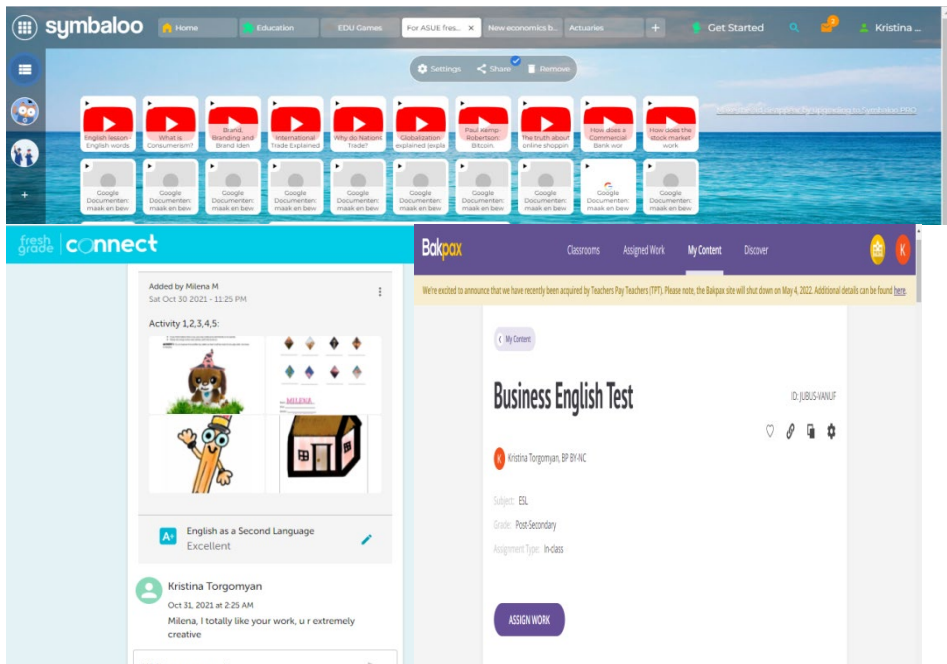 symbaloo
Home
Education
EDU Games
For ASUE fres... ×
New economics b...
Actuaries
+
Get Started
2
Kristina ...
Settings
Share
Remove
English lesson - English words
What is Consumerism?
Brand, Branding and Brand Iden
International Trade Explained
Why do Nations Trade?
Globalization explained (expla
Paul Kemp-Robertson: Bitcoin.
The truth about online shoppin
How does a Commercial Bank wor
How does the stock market work
Google Documenten: maak en bew
Google Documenten: maak en bew
Google Documenten: maak en bew
Google Documenten: maak en bew
Google Documenten: maak en bew
Google Documenten: maak en bew
Google Documenten: maak en bew
Google Documenten: maak en bew
Google Documenten: maak en bew
Google Documenten: maak en bew
+
fresh grade connect
Added by Milena M
Sat Oct 30 2021 - 11:25 PM
Activity 1,2,3,4,5:
MILENA
A+
English as a Second Language
Excellent
Kristina Torgomyan
Oct 31, 2021 at 2:25 AM
Milena, I totally like your work, u r extremely
creative
Bakpax
Classrooms
Assigned Work
My Content
Discover
K
We're excited to announce that we have recently been acquired by Teachers Pay Teachers (TPT). Please note, the Bakpax site will shut down on May 4, 2022. Additional details can be found here.
My Content
Business English Test
ID: JUBUS-VANUF
K
Kristina Torgomyan, BP BY-NC
Subject: ESL
Grade: Post-Secondary
Assignment Type: In-class
ASSIGN WORK